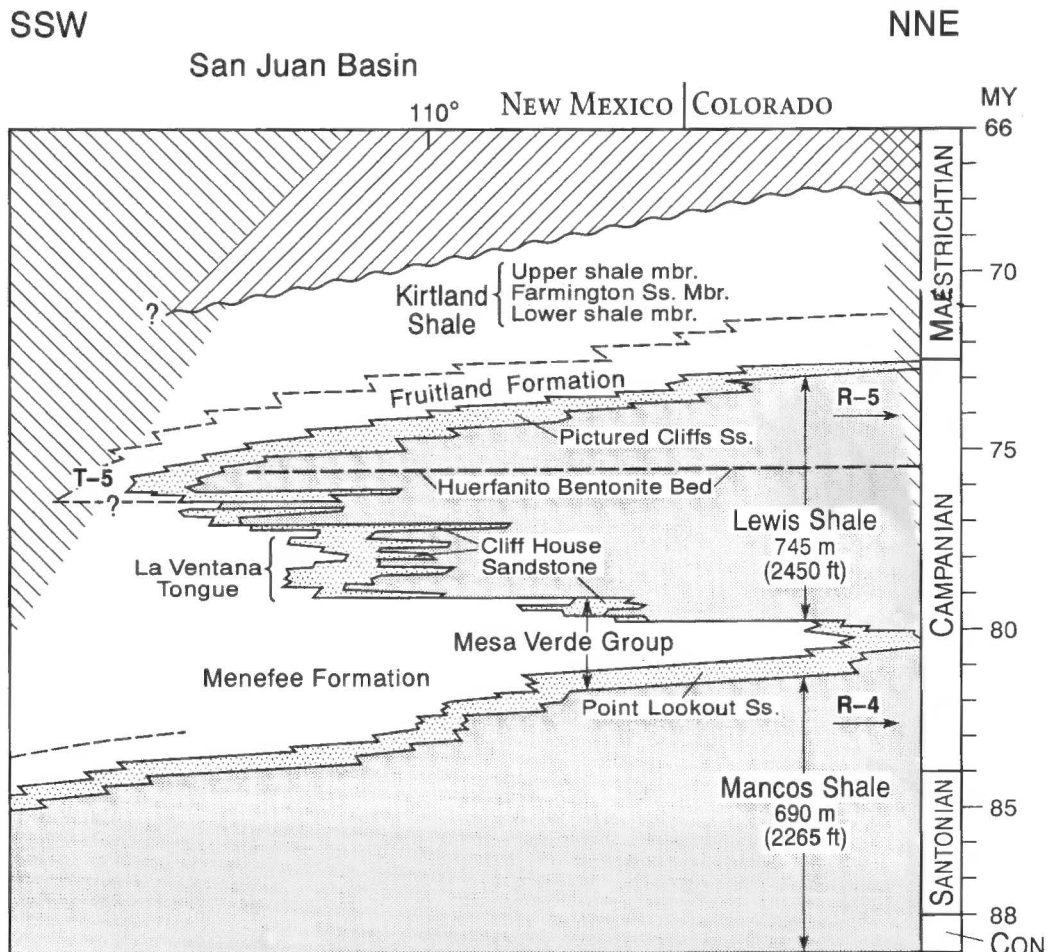 SSW
NNE
San Juan Basin
110°
NEW MEXICO
COLORADO
MY
66
MAESTRICHTIAN
70
Kirtland
Shale
Upper shale mbr.
Farmington Ss. Mbr.
Lower shale mbr.
?
Fruitland Formation
R–5
Pictured Cliffs Ss.
75
T–5
?
Huerfanito Bentonite Bed
Lewis Shale
745 m
(2450 ft)
CAMPANIAN
La Ventana
Tongue
Cliff House
Sandstone
80
Mesa Verde Group
Menefee Formation
Point Lookout Ss.
R–4
Mancos Shale
690 m
(2265 ft)
85
SANTONIAN
88
CON